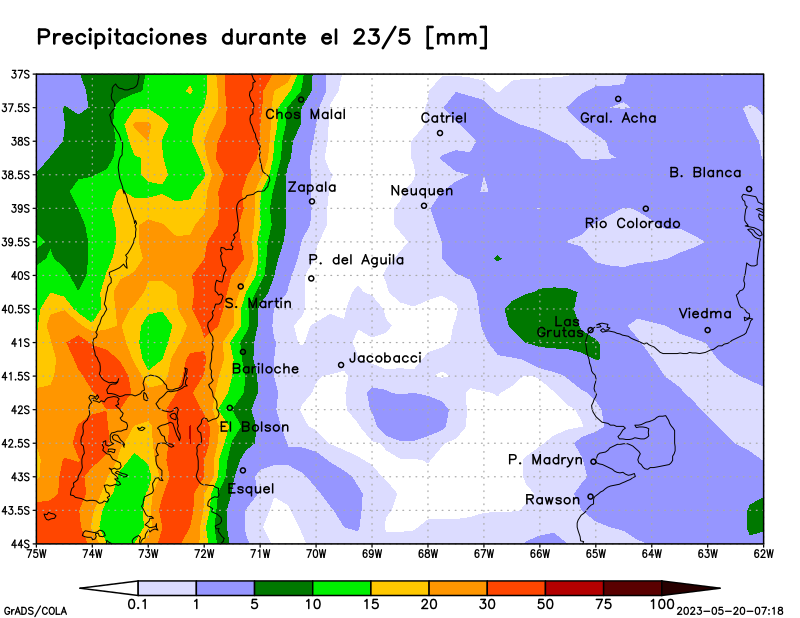 Precipitaciones durante el 23/5 [mm]
37S
37.5S
38S
38.5S
39S
39.5S
40S
40.5S
41S
41.5S
42S
42.5S
43S
43.5S
44S
Chos Malal
Catriel
Gral. Acha
B. Blanca
Zapala
Neuquen
Rio Colorado
P. del Aguila
S. Martin
Viedma
Las
Grutas
Jacobacci
Bariloche
El Bolson
P. Madryn
Esquel
Rawson
75W 74W 73W 72W 71W 70W 69W 68W 67W 66W 65W 64W 63W 62W
0.1 1 5 10 15 20 30 50 75 100
GrADS/COLA
2023-05-20-07:18